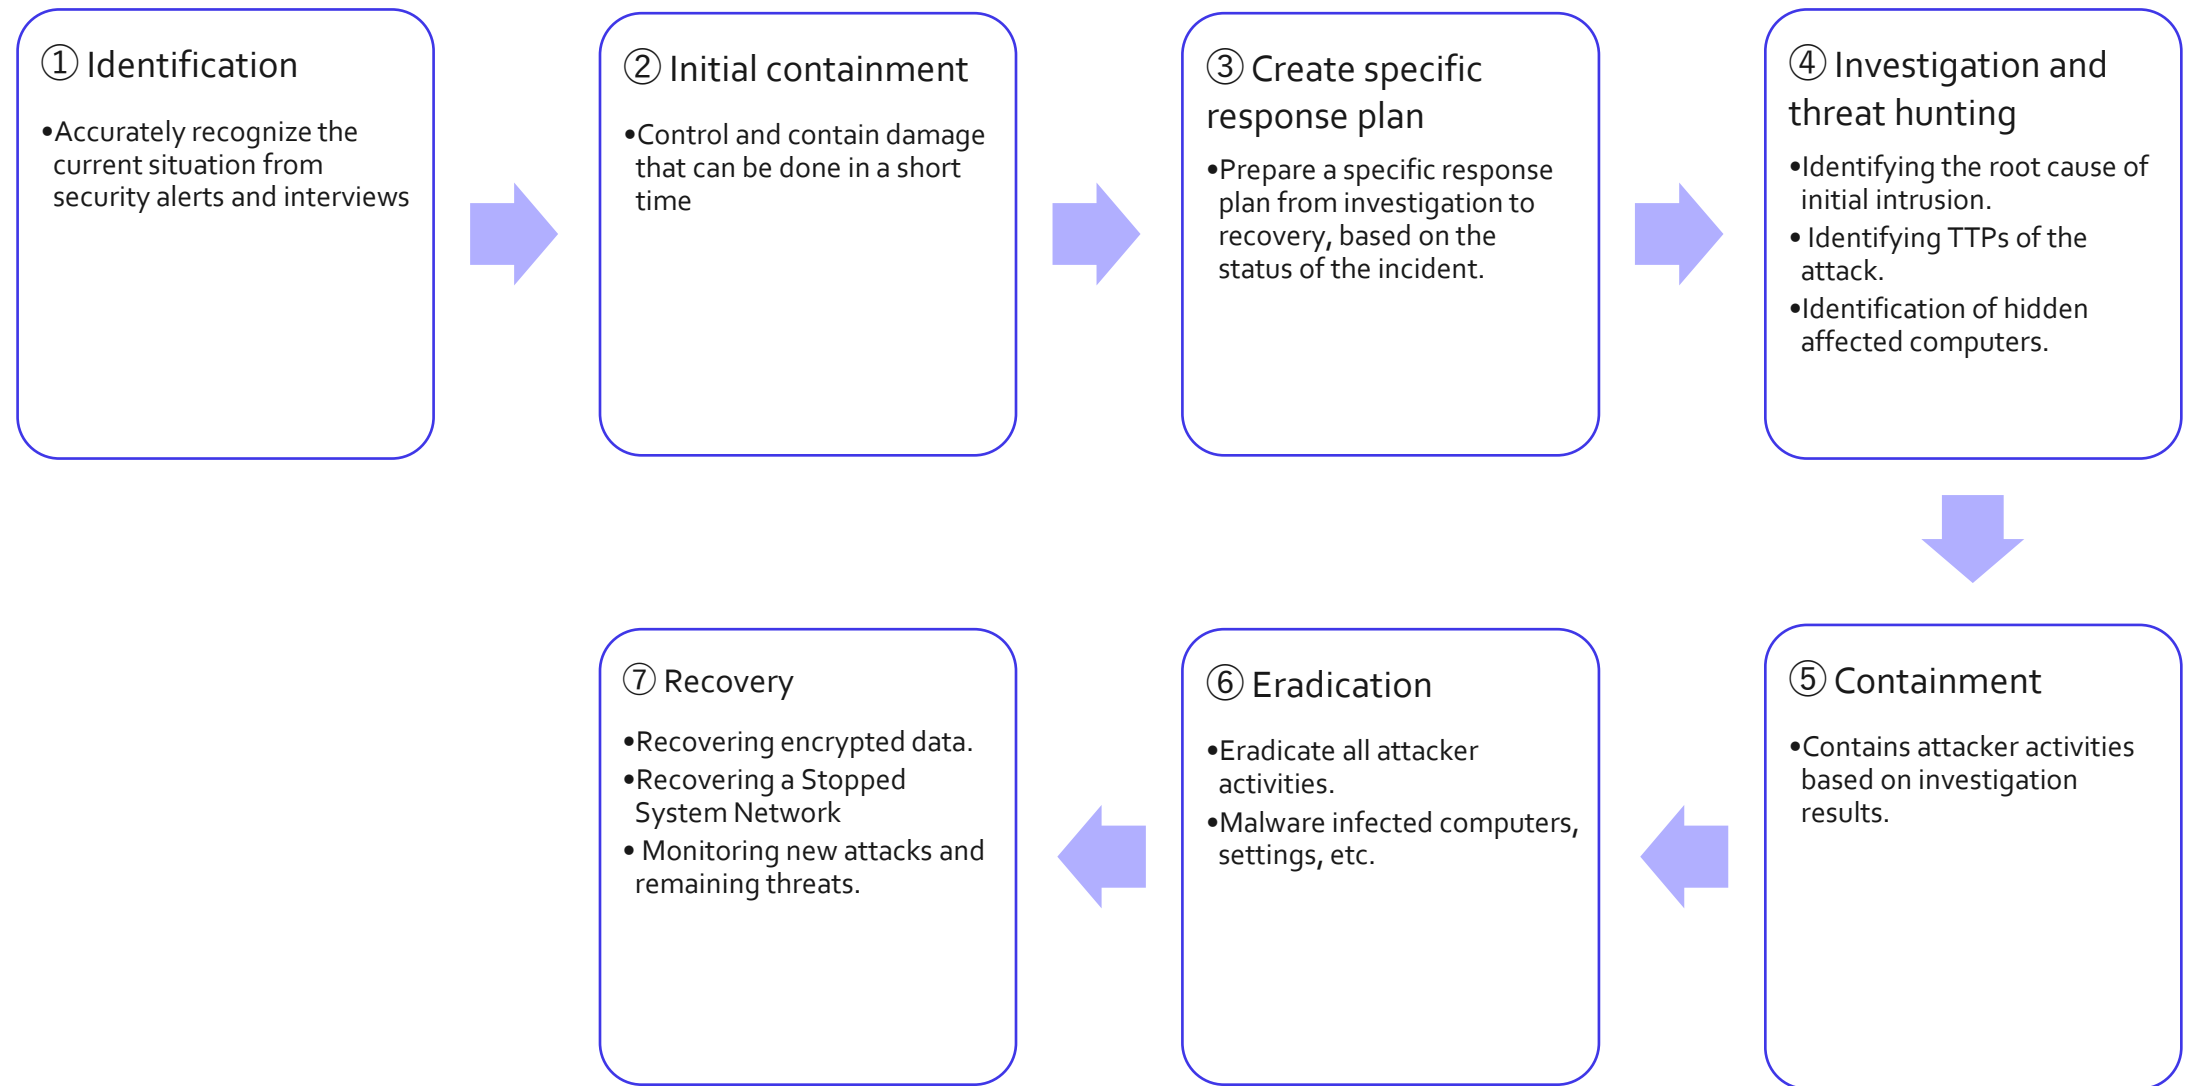 ① Identification
•Accurately recognize the
current situation from
security alerts and interviews
② Initial containment
•Control and contain damage
that can be done in a short
time
③ Create specific
response plan
•Prepare a specific response
plan from investigation to
recovery, based on the
status of the incident.
④ Investigation and
threat hunting
•Identifying the root cause of
initial intrusion.
• Identifying TTPs of the
attack.
•Identification of hidden
affected computers.
⑤ Containment
•Contains attacker activities
based on investigation
results.
⑥ Eradication
•Eradicate all attacker
activities.
•Malware infected computers,
settings, etc.
⑦ Recovery
•Recovering encrypted data.
•Recovering a Stopped
System Network
• Monitoring new attacks and
remaining threats.